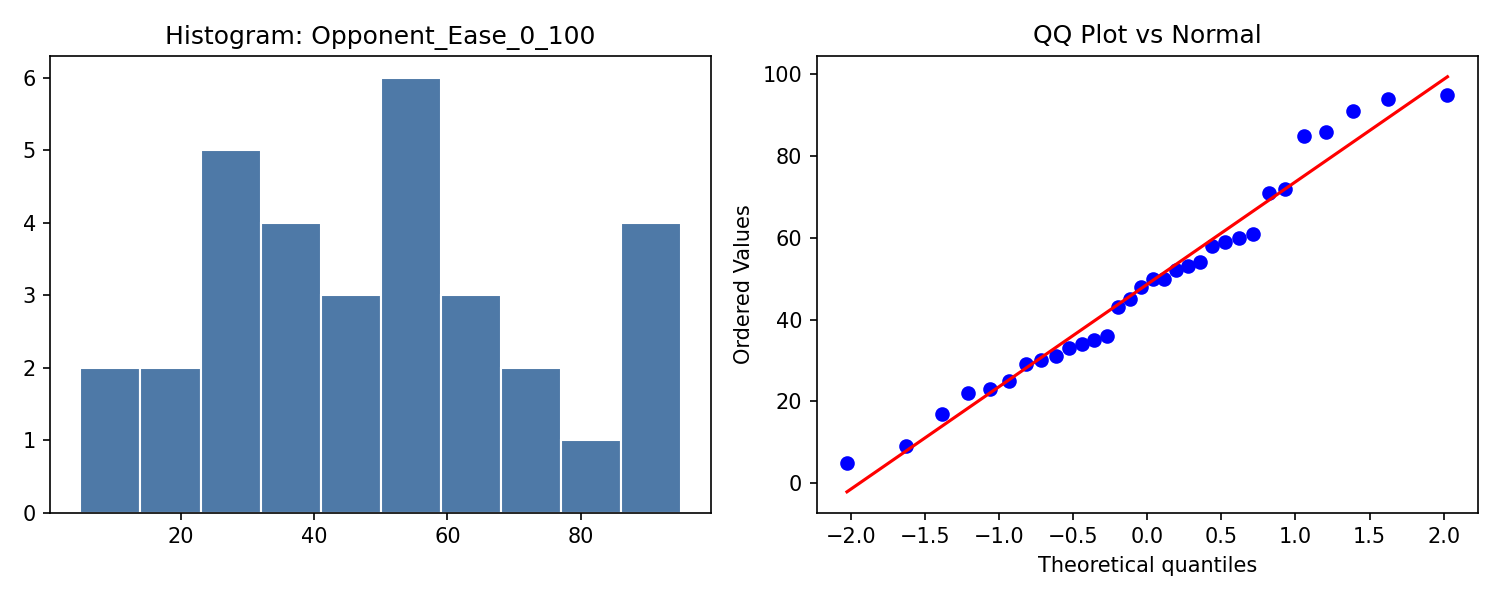 Histogram: Opponent_Ease_0_100
6
5
4
3
2
1
0
20 40 60 80
QQ Plot vs Normal
Ordered Values
100
80
60
40
20
0
−2.0 −1.5 −1.0 −0.5 0.0 0.5 1.0 1.5 2.0
Theoretical quantiles